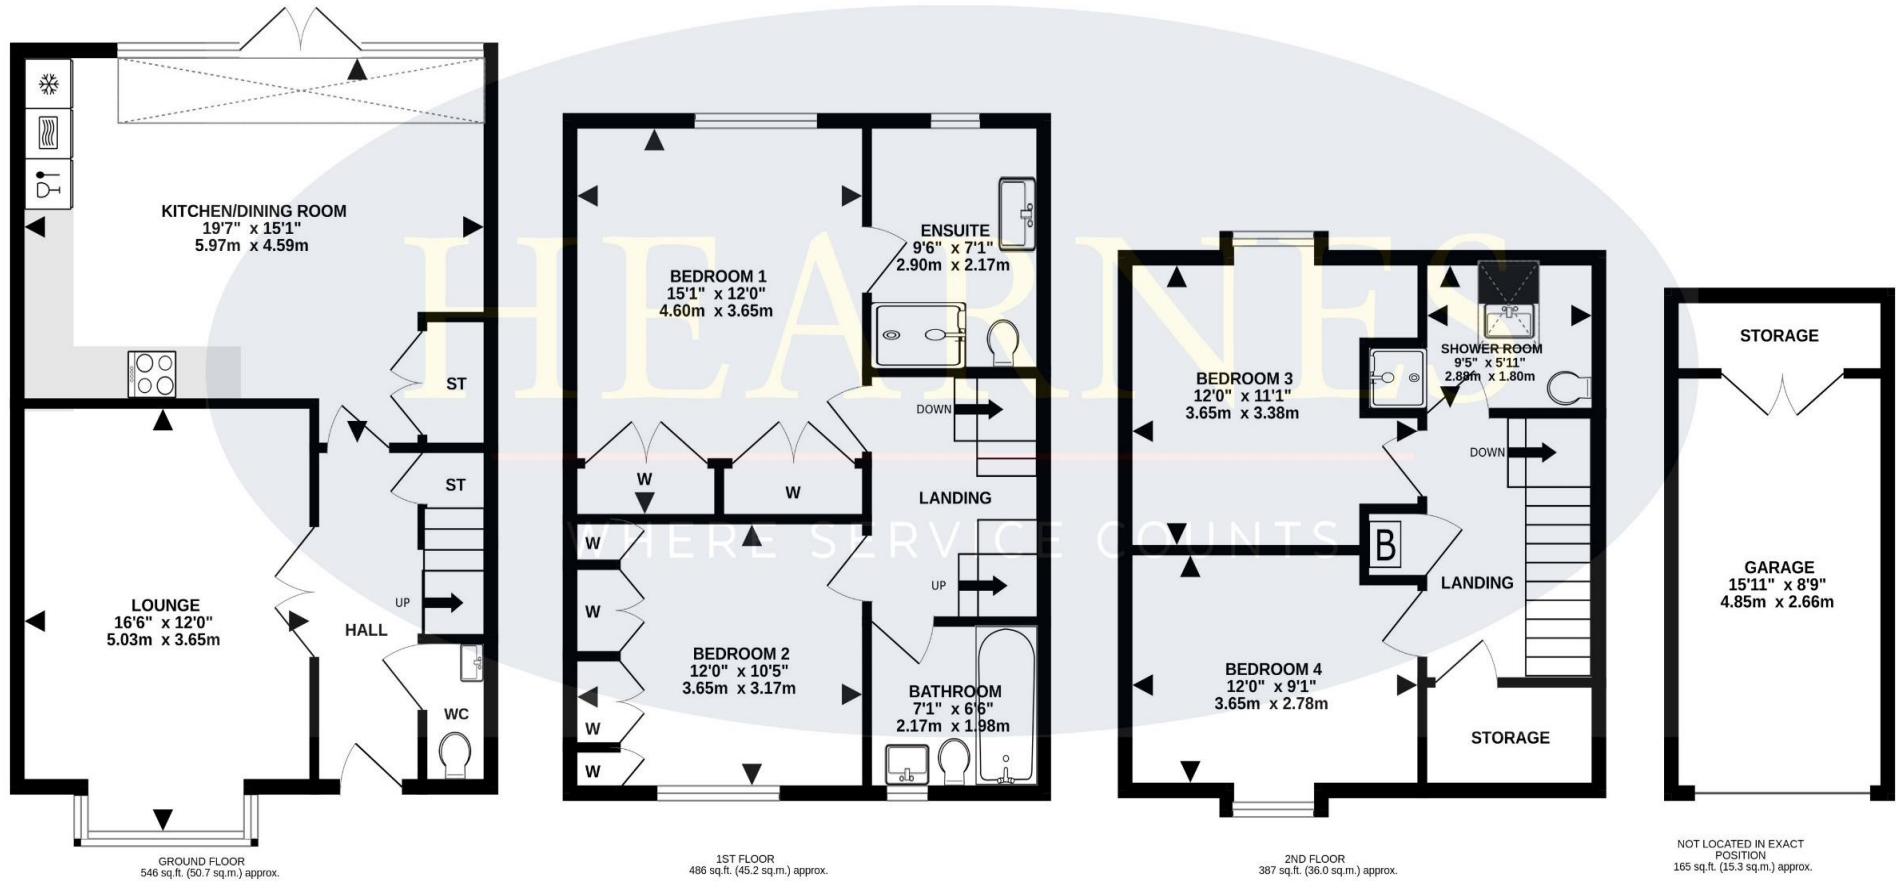 KITCHEN/DINING ROOM
19'7" x 15'1"
5.97m x 4.59m
ST
ST
LOUNGE
16'6" x 12'0"
5.03m x 3.65m
HALL
UP
WC
GROUND FLOOR
546 sq.ft. (50.7 sq.m.) approx.
BEDROOM 1
15'1" x 12'0"
4.60m x 3.65m
ENSUITE
9'6" x 7'1"
2.90m x 2.17m
DOWN
W
W
LANDING
W
W
W
W
UP
BEDROOM 2
12'0" x 10'5"
3.65m x 3.17m
BATHROOM
7'1" x 6'6"
2.17m x 1.98m
1ST FLOOR
486 sq.ft. (45.2 sq.m.) approx.
BEDROOM 3
12'0" x 11'1"
3.65m x 3.38m
SHOWER ROOM
9'5" x 5'11"
2.88m x 1.80m
DOWN
B
LANDING
BEDROOM 4
12'0" x 9'1"
3.65m x 2.78m
STORAGE
2ND FLOOR
387 sq.ft. (36.0 sq.m.) approx.
STORAGE
GARAGE
15'11" x 8'9"
4.85m x 2.66m
NOT LOCATED IN EXACT
POSITION
165 sq.ft. (15.3 sq.m.) approx.
HEARNES
WHERE SERVICE COUNTS